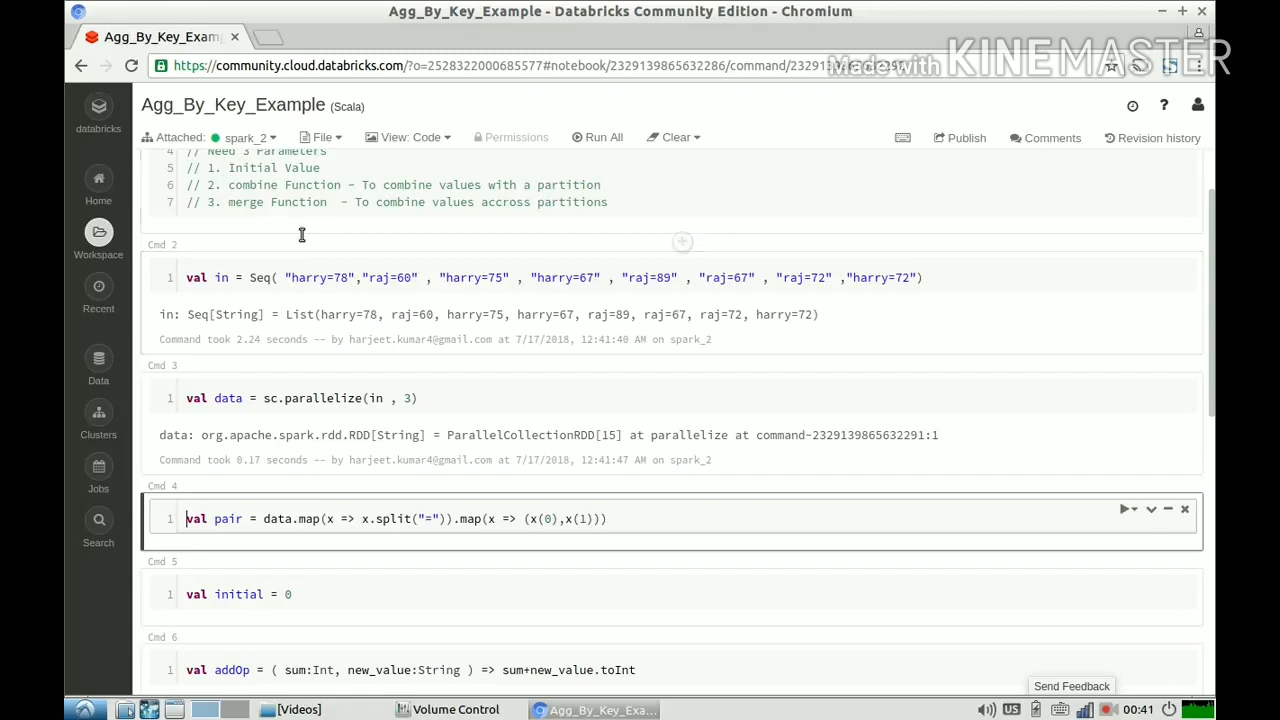 Agg_By_Key_Example - Databricks Community Edition - Chromium
Agg_By_Key_Exam
Made with KINEMASTER
https://community.cloud.databricks.com/?o=
#notebook/2329139865632286/command/
Agg_By_Key_Example (Scala)
databricks
Attached: spark_2 File View: Code Permissions Run All Clear Publish Comments Revision history
4 // Need 3 Parameters
5 // 1. Initial Value
6 // 2. combine Function - To combine values with a partition
7 // 3. merge Function - To combine values accross partitions
Home
Workspace
Recent
Data
Clusters
Jobs
Search
Cmd 2
1 val in = Seq( "harry=78","raj=60" , "harry=75" , "harry=67" , "raj=89" , "raj=67" , "raj=72" ,"harry=72")
in: Seq[String] = List(harry=78, raj=60, harry=75, harry=67, raj=89, raj=67, raj=72, harry=72)
Command took 2.24 seconds -- by harjeet.kumar4@gmail.com at 7/17/2018, 12:41:40 AM on spark_2
Cmd 3
1 val data = sc.parallelize(in , 3)
data: org.apache.spark.rdd.RDD[String] = ParallelCollectionRDD[15] at parallelize at command-2329139865632291:1
Command took 0.17 seconds -- by harjeet.kumar4@gmail.com at 7/17/2018, 12:41:47 AM on spark_2
Cmd 4
1 val pair = data.map(x => x.split("=")).map(x => (x(0),x(1)))
Cmd 5
1 val initial = 0
Cmd 6
1 val addOp = ( sum:Int, new_value:String ) => sum+new_value.toInt
Send Feedback
[Videos] Volume Control Agg_By_Key_Exa... US 00:41